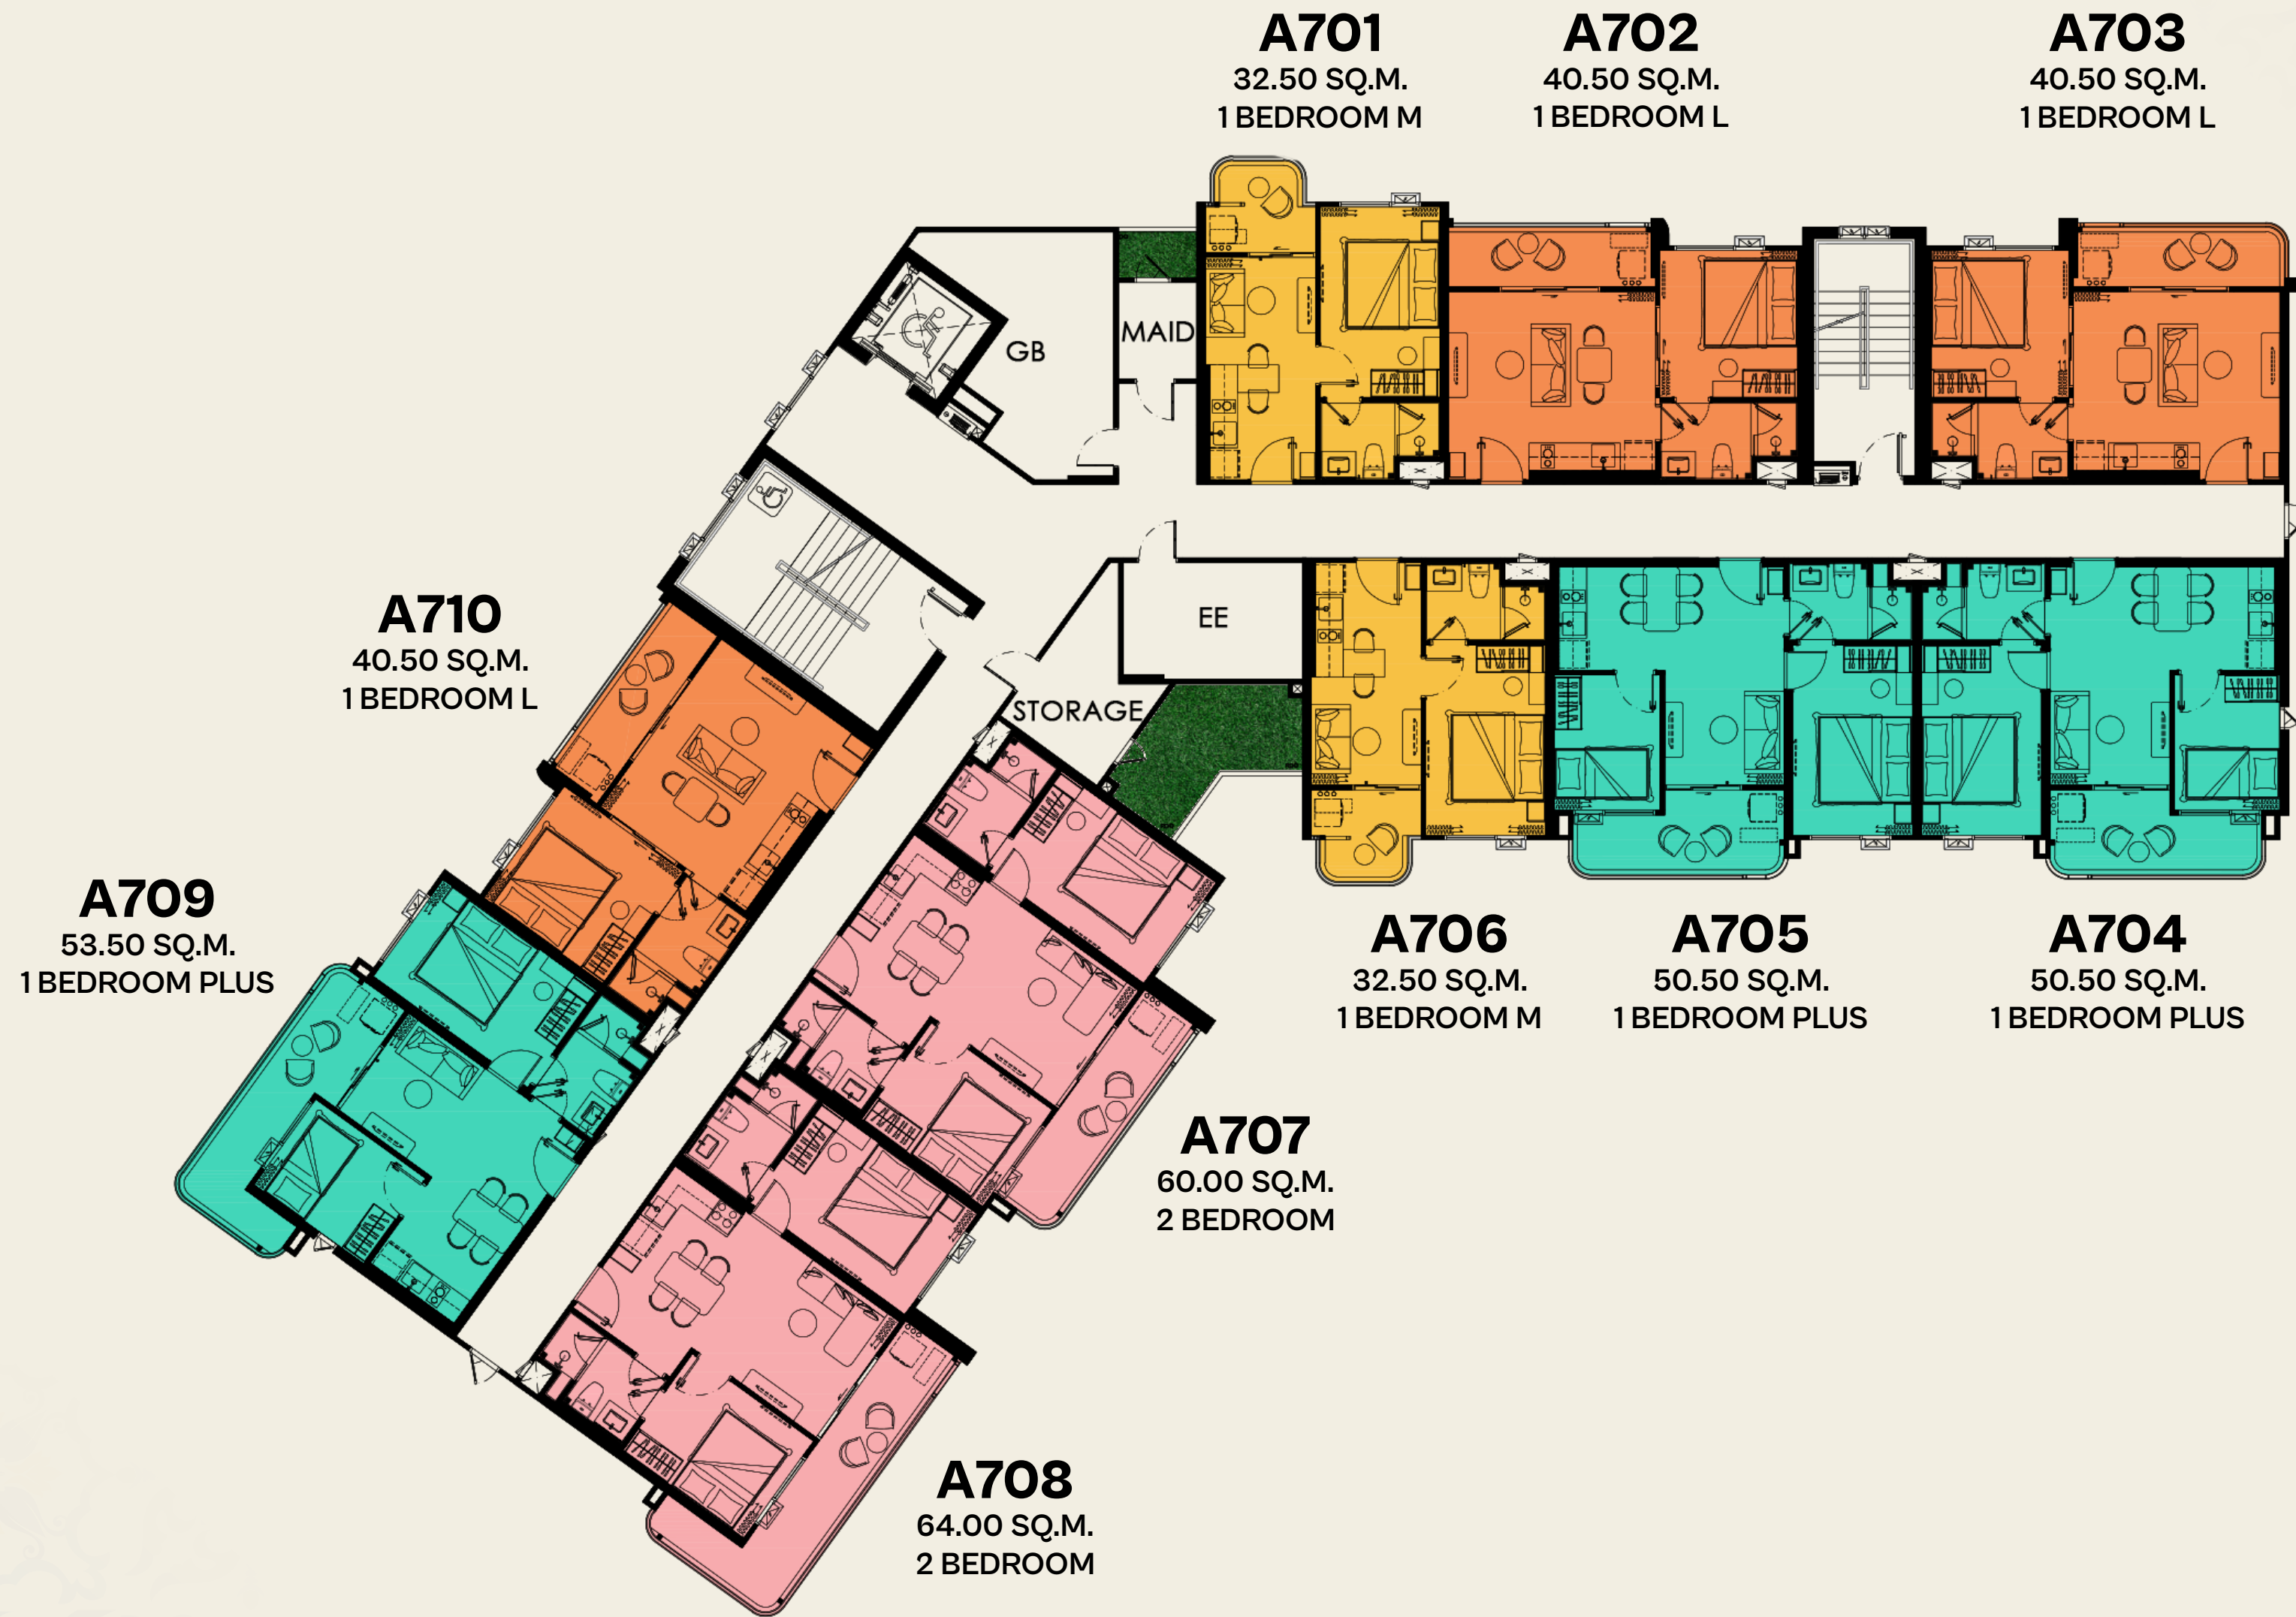 A701
32.50 SQ.M.
1 BEDROOM M
A702
40.50 SQ.M.
1 BEDROOM L
A703
40.50 SQ.M.
1 BEDROOM L
GB
MAID
EE
STORAGE
A710
40.50 SQ.M.
1 BEDROOM L
A709
53.50 SQ.M.
1 BEDROOM PLUS
A706
32.50 SQ.M.
1 BEDROOM M
A705
50.50 SQ.M.
1 BEDROOM PLUS
A704
50.50 SQ.M.
1 BEDROOM PLUS
A707
60.00 SQ.M.
2 BEDROOM
A708
64.00 SQ.M.
2 BEDROOM